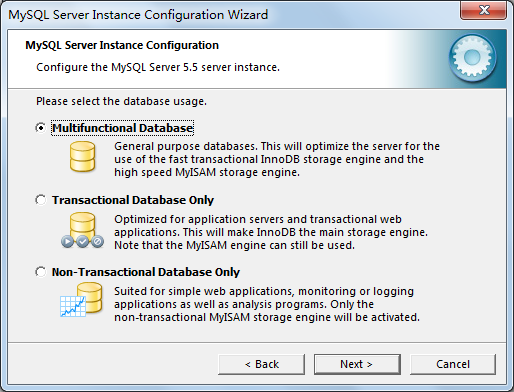 MySQL Server Instance Configuration Wizard
MySQL Server Instance Configuration
Configure the MySQL Server 5.5 server instance.
Please select the database usage.
Multifunctional Database
General purpose databases. This will optimize the server for the
use of the fast transactional InnoDB storage engine and the
high speed MyISAM storage engine.
Transactional Database Only
Optimized for application servers and transactional web
applications. This will make InnoDB the main storage engine.
Note that the MyISAM engine can still be used.
Non-Transactional Database Only
Suited for simple web applications, monitoring or logging
applications as well as analysis programs. Only the
non-transactional MyISAM storage engine will be activated.
< Back Next > Cancel